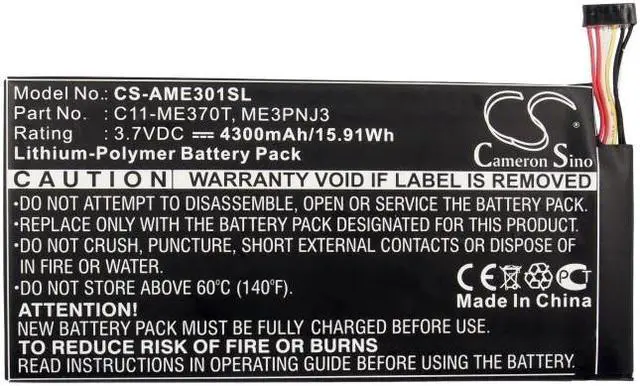 Model No.: CS-AME301SL
Part No.: C11-ME370T, ME3PNJ3
Rating: 3.7VDC ⎓ 4300mAh/15.91Wh
Lithium-Polymer Battery Pack
CS
Cameron Sino
CAUTION WARRANTY VOID IF LABEL IS REMOVED
•DO NOT ATTEMPT TO DISASSEMBLE, OPEN OR SERVICE THE BATTERY PACK.
•REPLACE ONLY WITH THE BATTERY PACK DESIGNATED FOR THIS PRODUCT.
•DO NOT CRUSH, PUNCTURE, SHORT EXTERNAL CONTACTS OR DISPOSE OF
IN FIRE OR WATER.
•DO NOT STORE ABOVE 60°C (140°F).
CE PCT
Made In China
ATTENTION!
NEW BATTERY PACK MUST BE FULLY CHARGED BEFORE USE
TO REDUCE RISK OF FIRE OR BURNS
READ INSTRUCTIONS IN OPERATING GUIDE BEFORE USING BATTERY PACK.